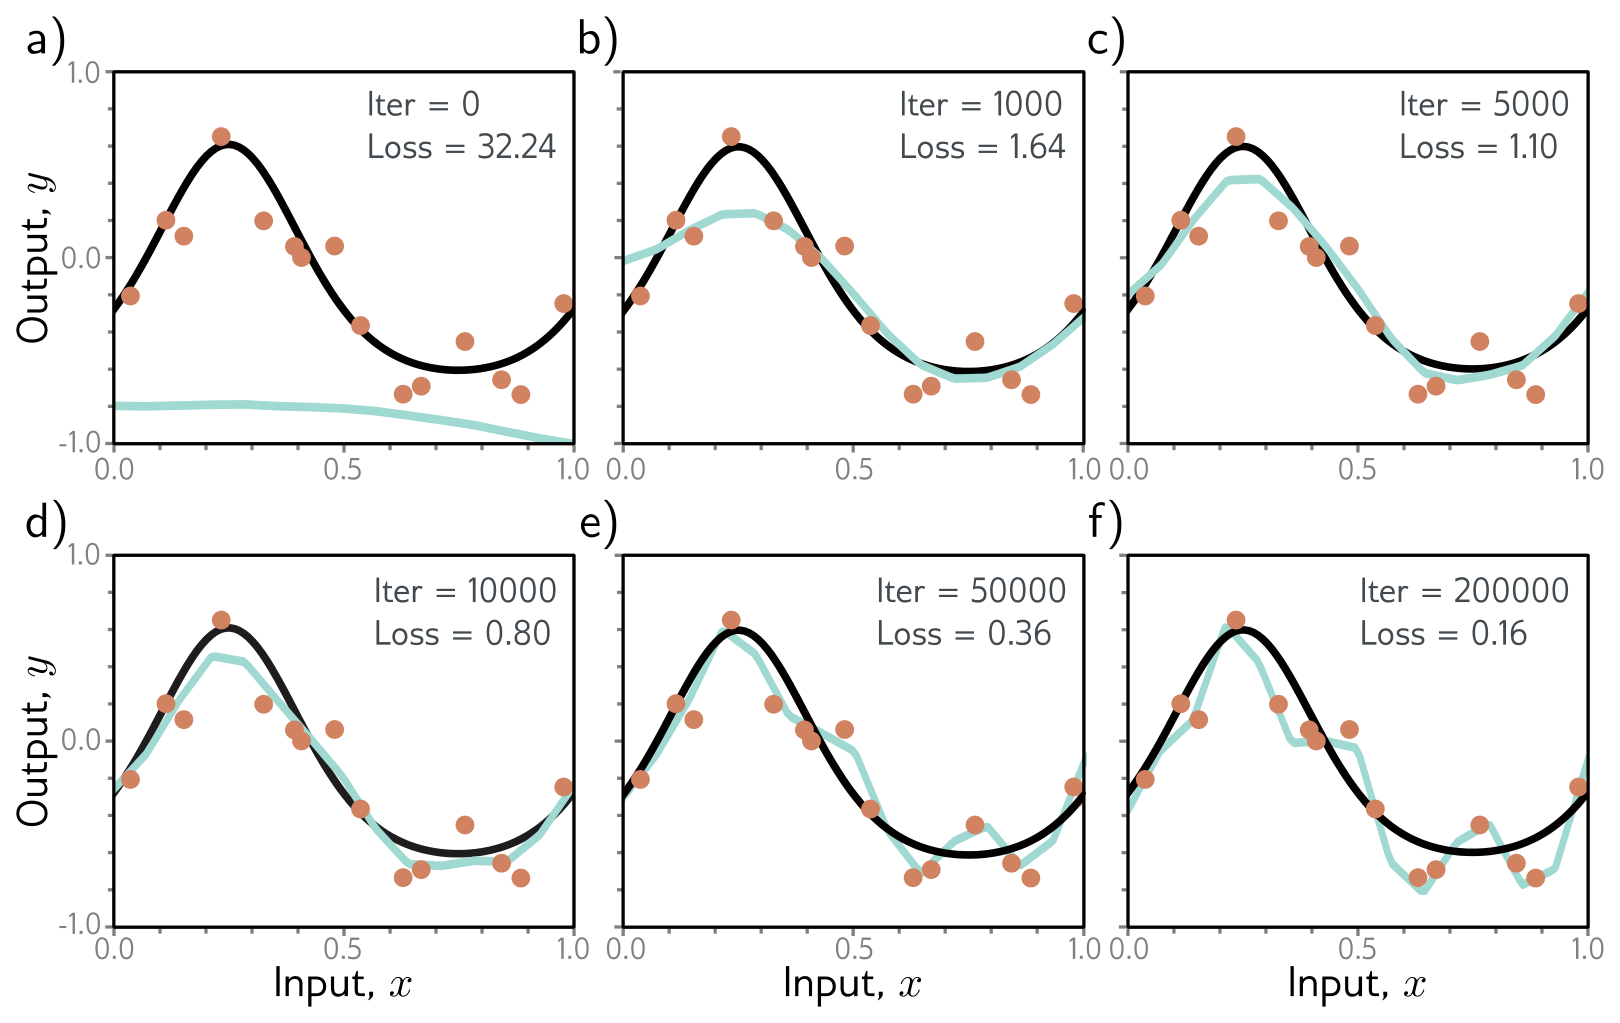 a)
b)
c)
1.0
Iter = 0
Loss = 32.24
Iter = 1000
Loss = 1.64
Iter = 5000
Loss = 1.10
Output, y
0.0
-1.0
0.0 0.5 1.0
0.0 0.5 1.0
0.0 0.5 1.0
d)
e)
f)
1.0
Iter = 10000
Loss = 0.80
Iter = 50000
Loss = 0.36
Iter = 200000
Loss = 0.16
Output, y
0.0
-1.0
0.0 0.5 1.0
0.0 0.5 1.0
0.0 0.5 1.0
Input, x
Input, x
Input, x